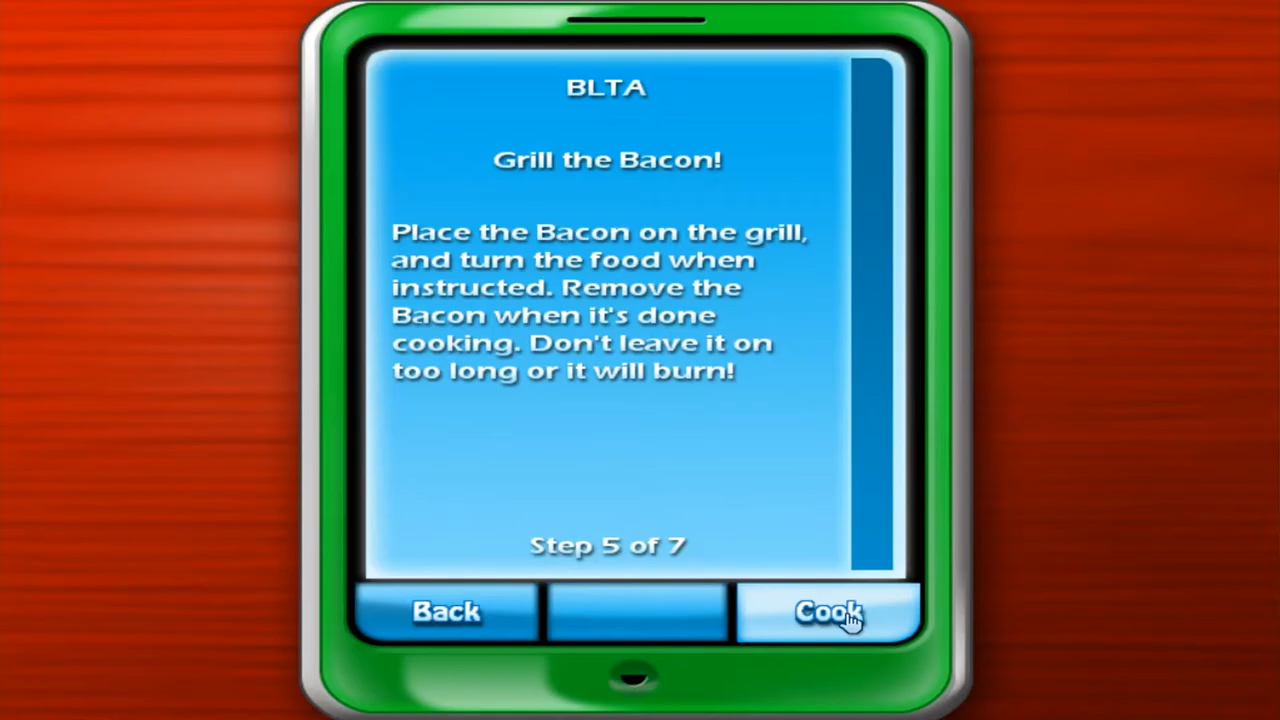 BLTA
Grill the Bacon!
Place the Bacon on the grill,
and turn the food when
instructed. Remove the
Bacon when it's done
cooking. Don't leave it on
too long or it will burn!
Step 5 of 7
Back
Cook